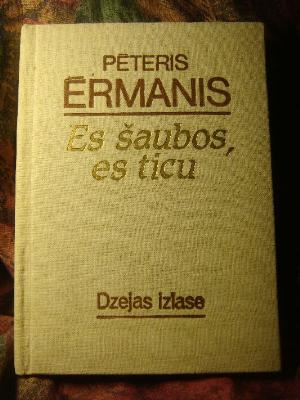 PĒTERIS
ĒRMANIS
Es šaubos,
es ticu
Dzejas izlase